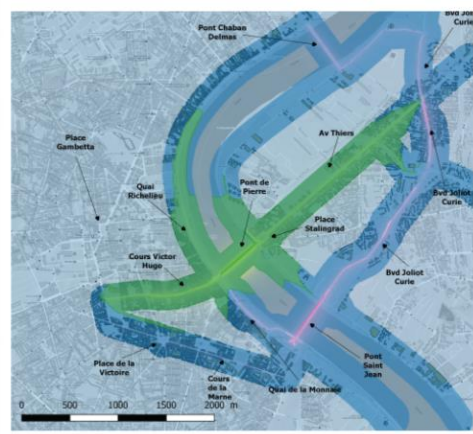 Pont Chaban
Delmas
Bvd Jol
Curie
Place
Gambetta
Av Thiers
Quai
Richelieu
Pont de
Pierre
Place
Stalingrad
Bvd Joliot
Curie
Cours Victor
Hugo
Bvd Joliot
Curie
Place de la
Victoire
Cours
de la
Marne
Quai de la Monnaie
Pont
Saint
Jean
0 500 1000 1500 2000 m